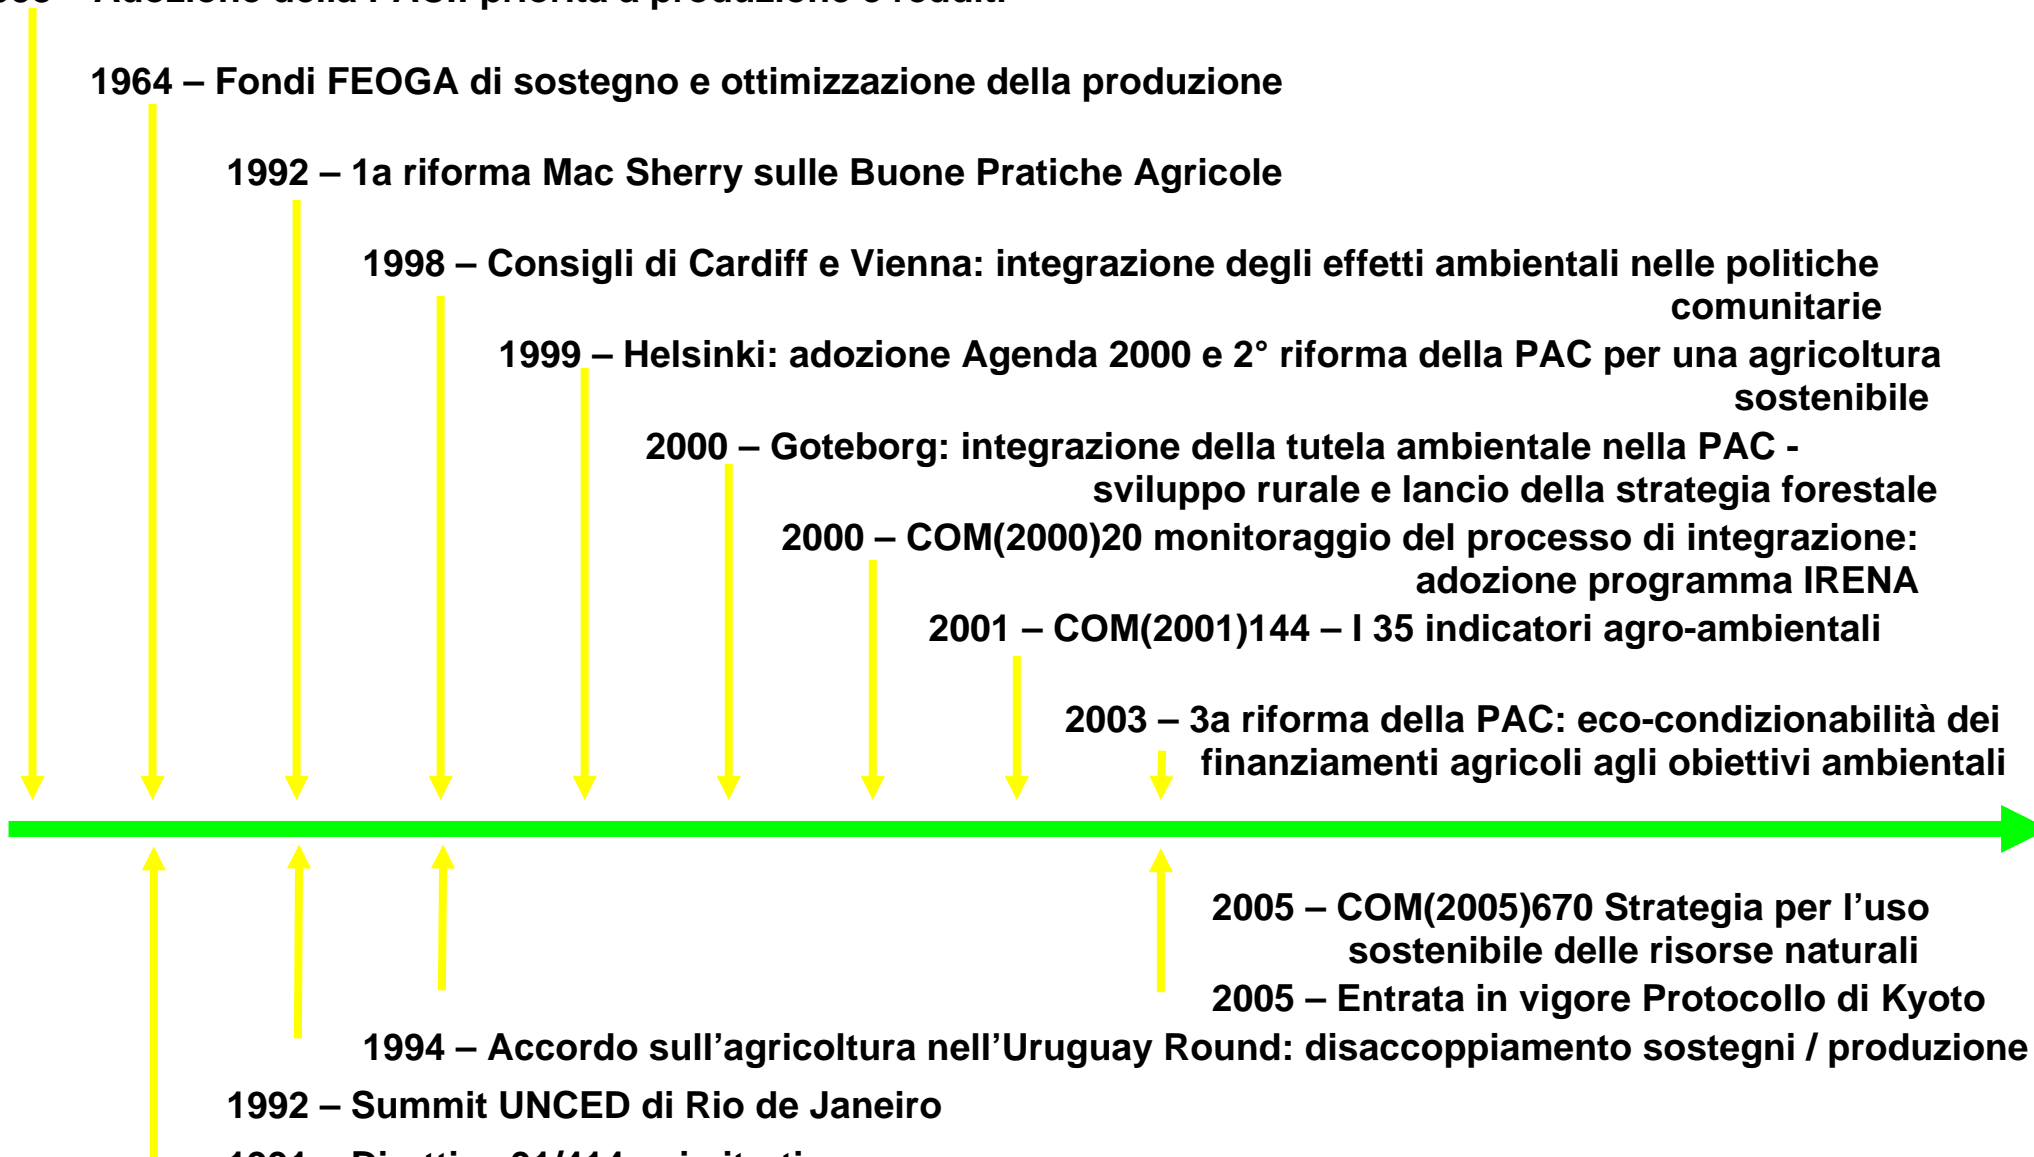 Adozione della PAC:
1964 – Fondi FEOGA di sostegno e ottimizzazione della produzione
1992 – 1a riforma Mac Sherry sulle Buone Pratiche Agricole
1998 – Consigli di Cardiff e Vienna: integrazione degli effetti ambientali nelle politiche
comunitarie
1999 – Helsinki: adozione Agenda 2000 e 2° riforma della PAC per una agricoltura
sostenibile
2000 – Goteborg: integrazione della tutela ambientale nella PAC -
sviluppo rurale e lancio della strategia forestale
2000 – COM(2000)20 monitoraggio del processo di integrazione:
adozione programma IRENA
2001 – COM(2001)144 – I 35 indicatori agro-ambientali
2003 – 3a riforma della PAC: eco-condizionabilità dei
finanziamenti agricoli agli obiettivi ambientali
2005 – COM(2005)670 Strategia per l’uso
sostenibile delle risorse naturali
2005 – Entrata in vigore Protocollo di Kyoto
1994 – Accordo sull’agricoltura nell’Uruguay Round: disaccoppiamento sostegni / produzione
1992 – Summit UNCED di Rio de Janeiro